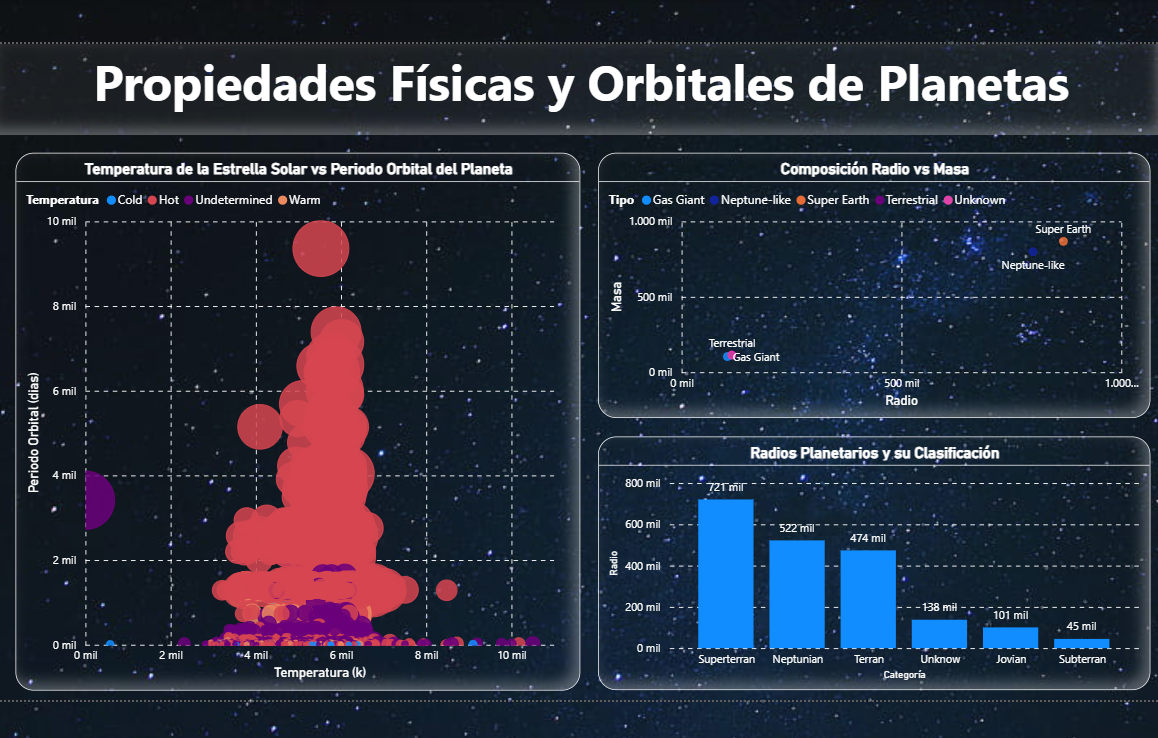 Propiedades Físicas y Orbitales de Planetas
Temperatura de la Estrella Solar vs Periodo Orbital del Planeta
Temperatura Cold Hot Undetermined Warm
10 mil
8 mil
6 mil
4 mil
2 mil
0 mil
Periodo Orbital (días)
0 mil 2 mil 4 mil 6 mil 8 mil 10 mil
Temperatura (k)
Composición Radio vs Masa
Tipo Gas Giant Neptune-like Super Earth Terrestrial Unknown
1.000 mil
500 mil
0 mil
Masa
Super Earth
Neptune-like
Terrestrial
Gas Giant
0 mil 500 mil 1.000...
Radio
Radios Planetarios y su Clasificación
800 mil
600 mil
400 mil
200 mil
0 mil
Radio
721 mil
522 mil
474 mil
138 mil
101 mil
45 mil
Superterran Neptunian Terran Unknow Jovian Subterran
Categoría